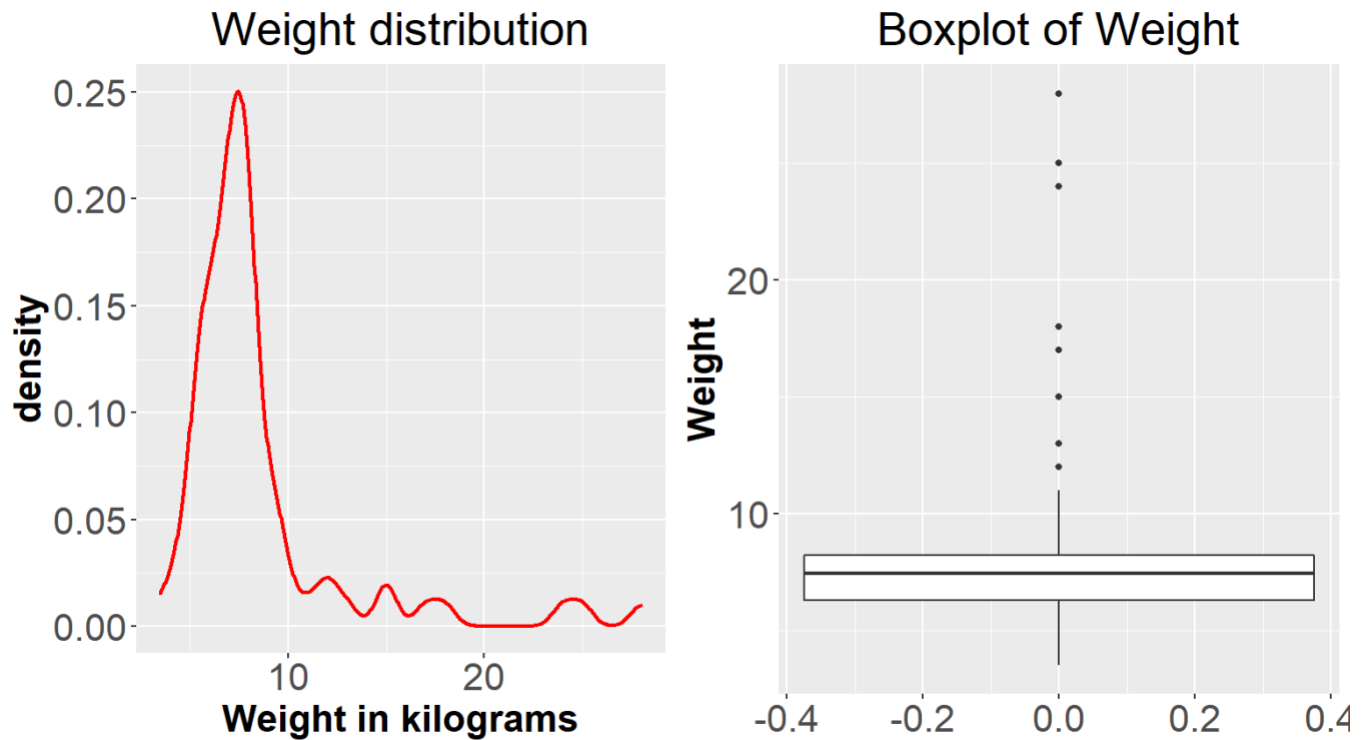 Weight distribution
density
0.25
0.20
0.15
0.10
0.05
0.00
10 20
Weight in kilograms
Boxplot of Weight
Weight
20
10
-0.4 -0.2 0.0 0.2 0.4